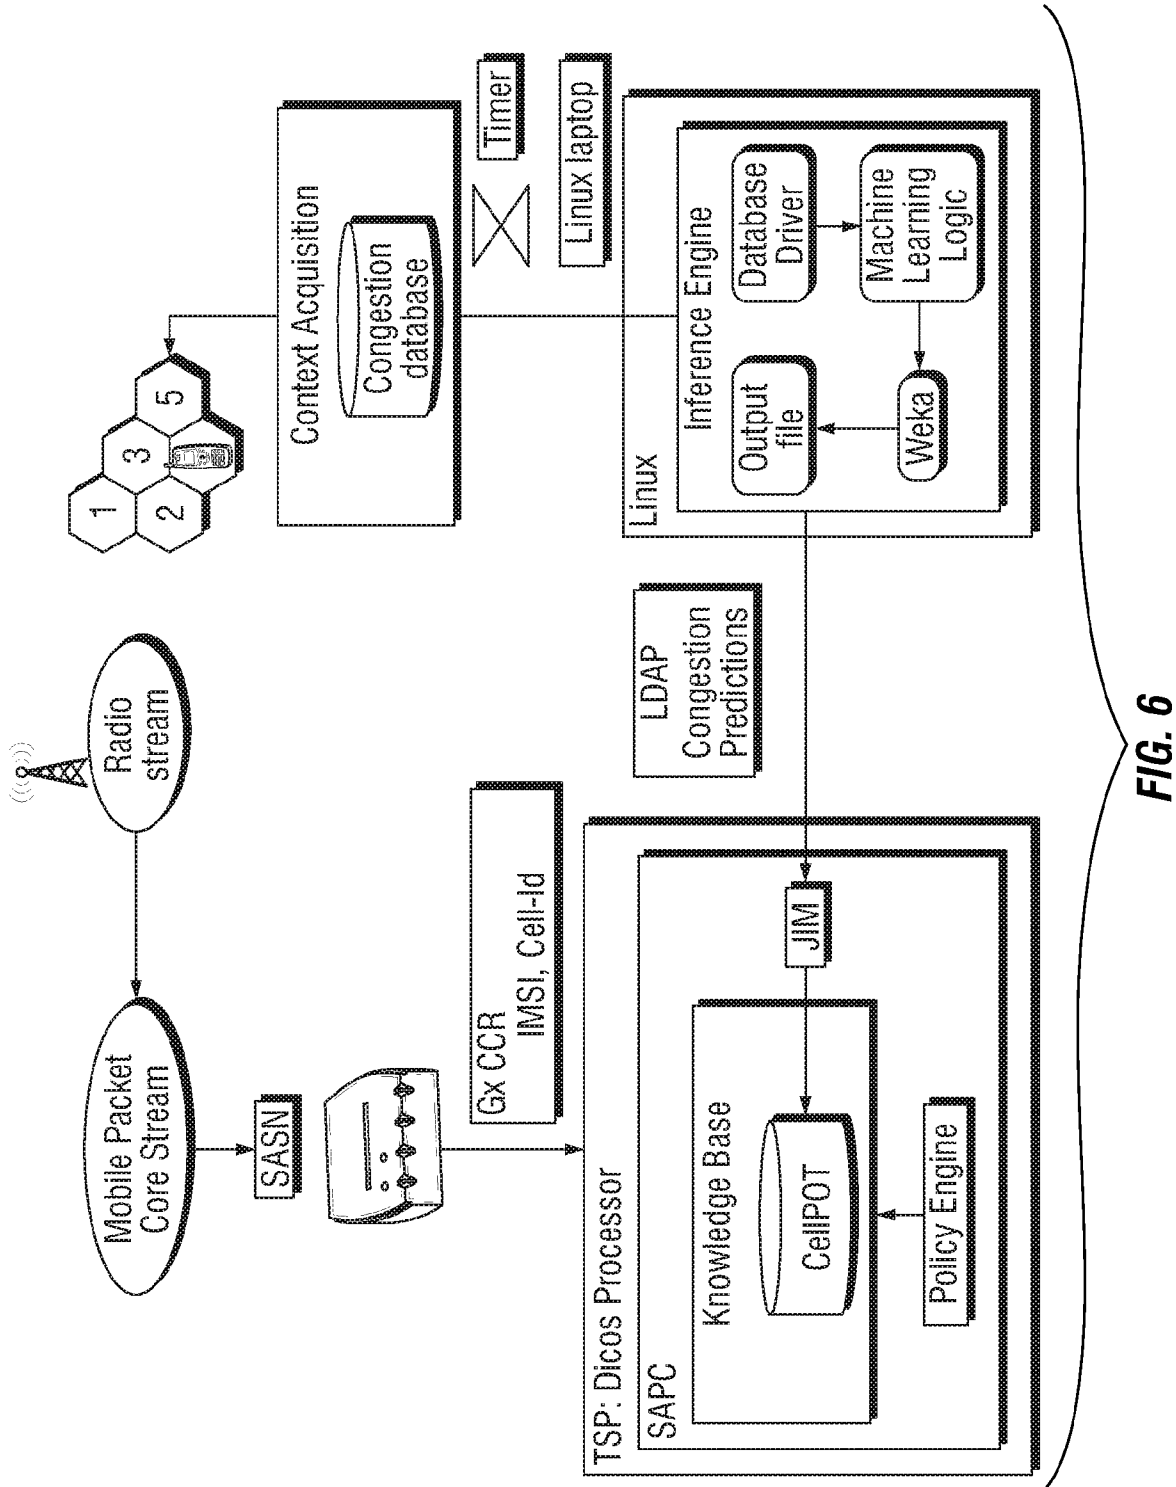 Radio
stream
Mobile Packet
Core Stream
SASN
Gx CCR
IMSI, Cell-Id
TSP: Dicos Processor
SAPC
Knowledge Base
CellPOT
Policy Engine
JIM
LDAP
Congestion
Predictions
1
2
3
5
Context Acquisition
Congestion
database
Timer
Linux laptop
Linux
Inference Engine
Database
Driver
Machine
Learning
Logic
Weka
Output
file
FIG. 6